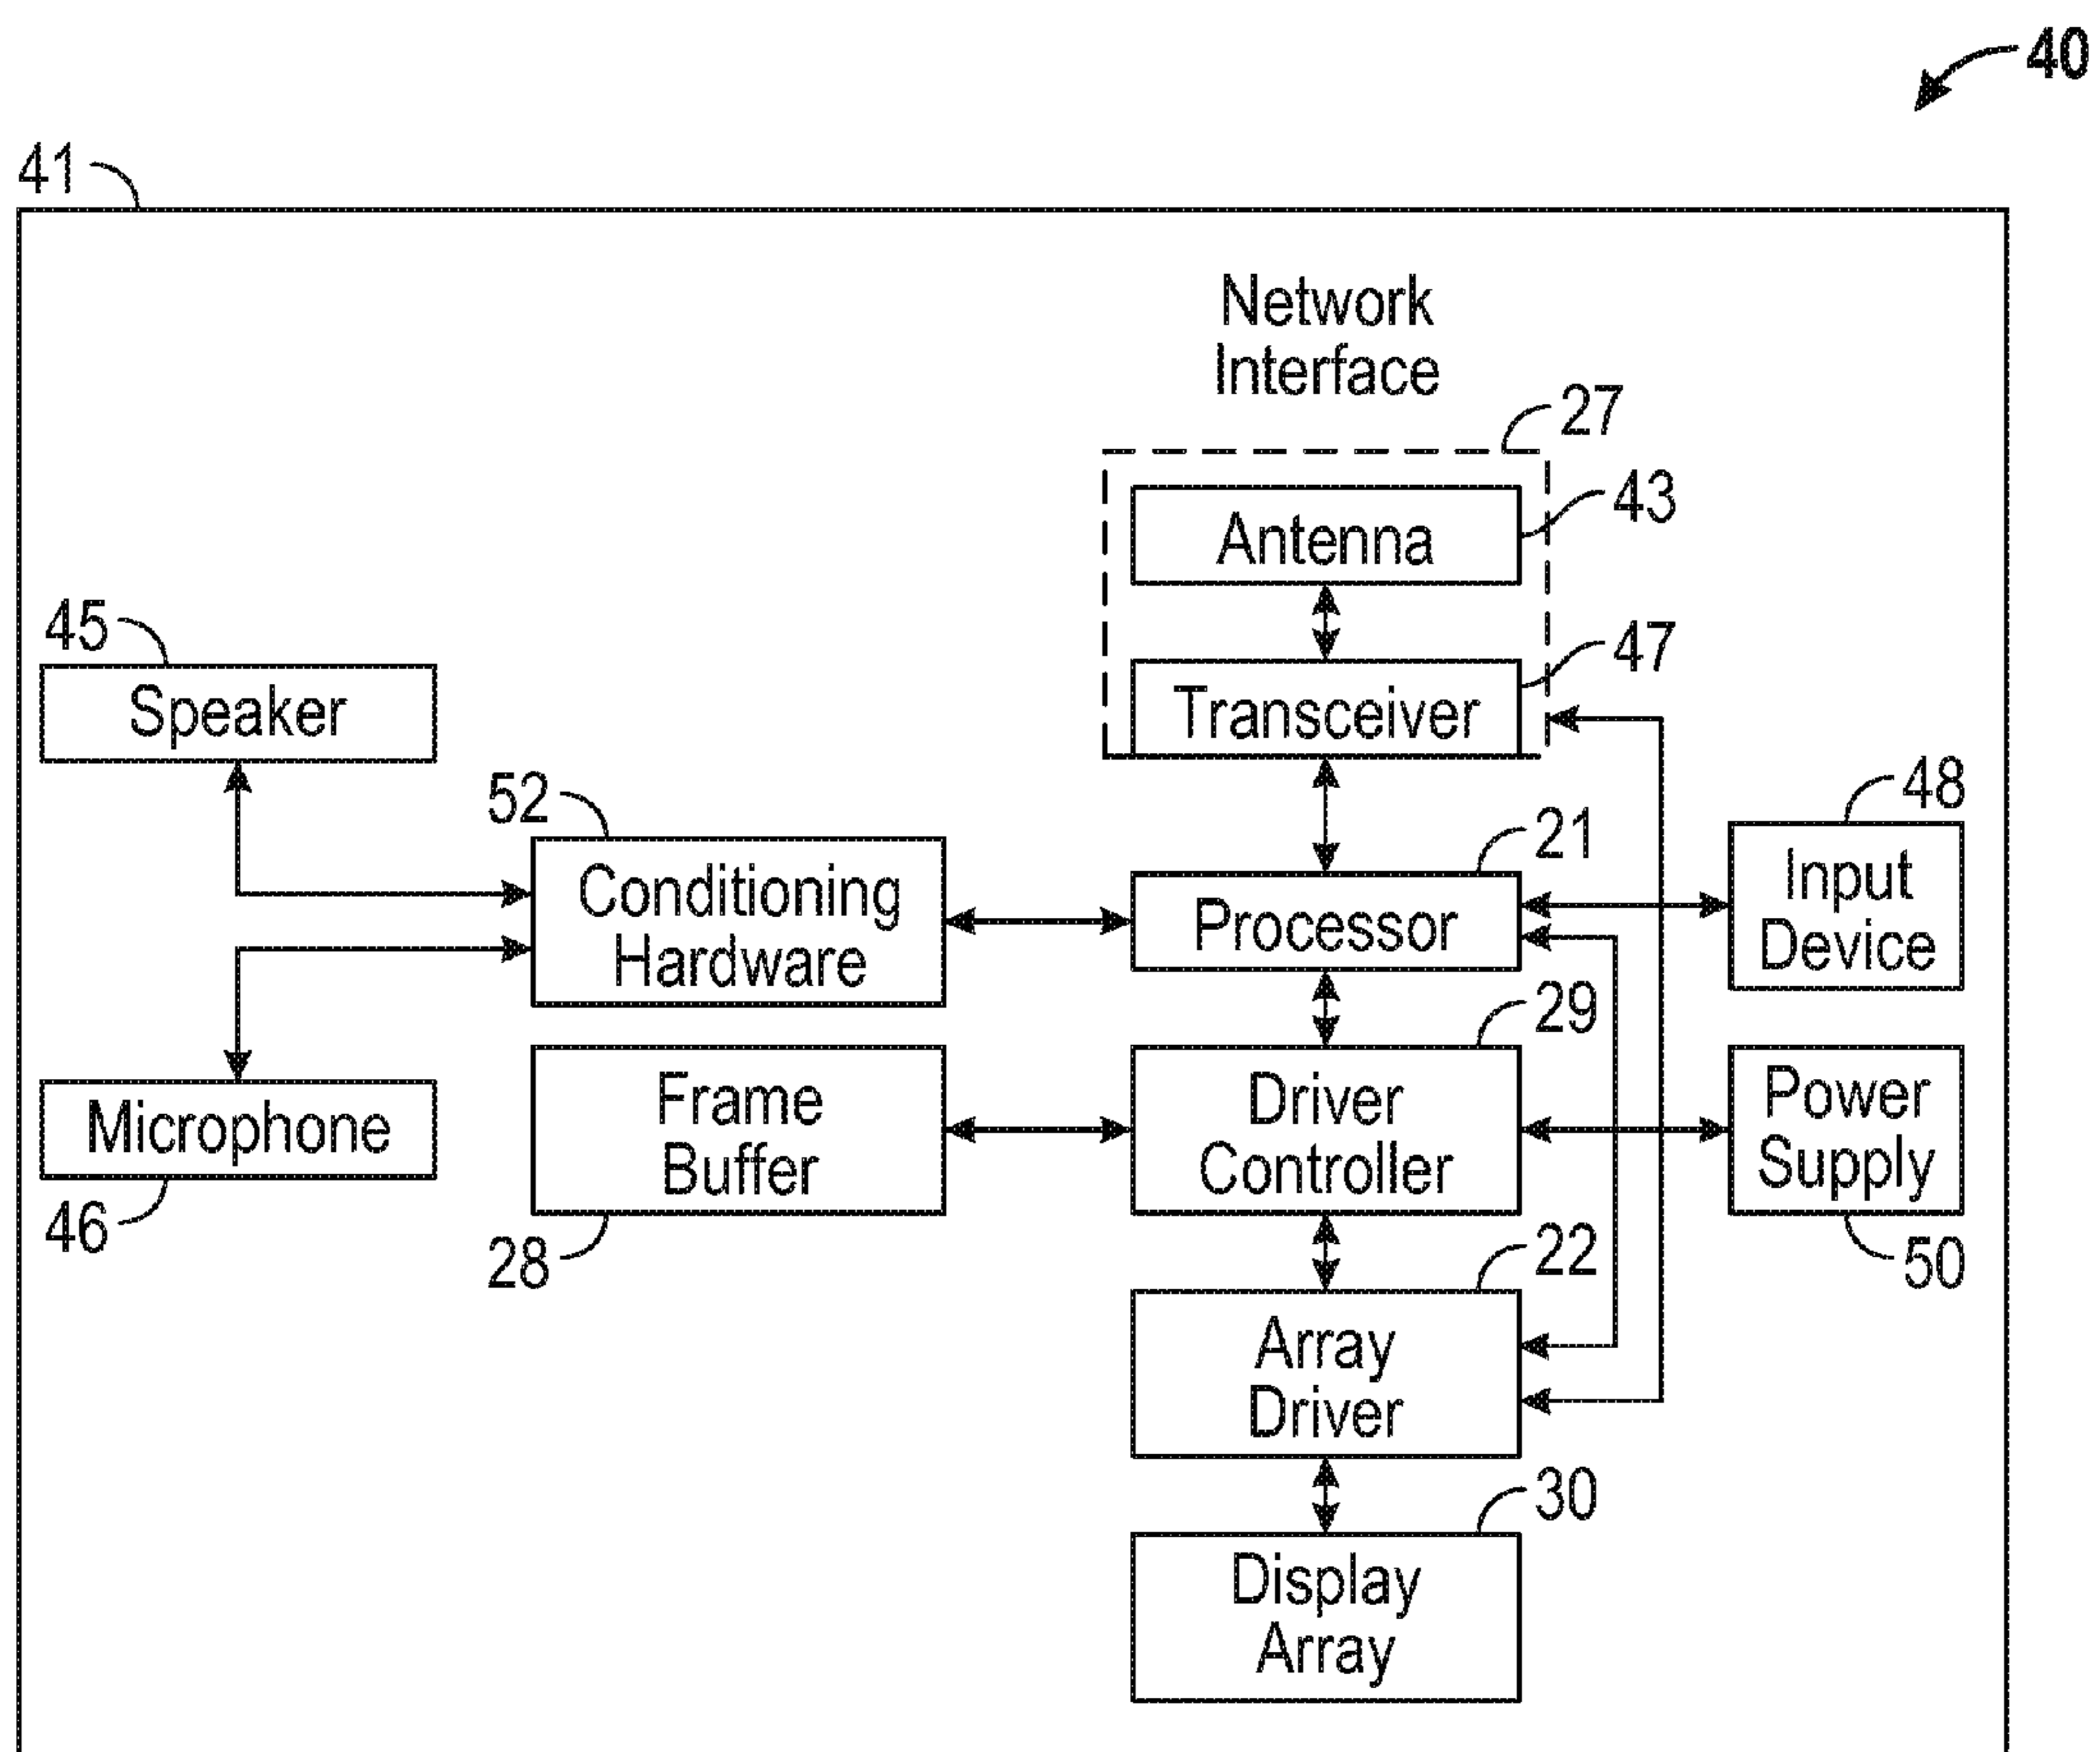 40
41
Network
Interface
27
Antenna
43
45
Speaker
Transceiver
47
52
Conditioning
Hardware
21
Processor
48
Input
Device
29
Microphone
46
Frame
Buffer
28
Driver
Controller
Power
Supply
50
22
Array
Driver
30
Display
Array